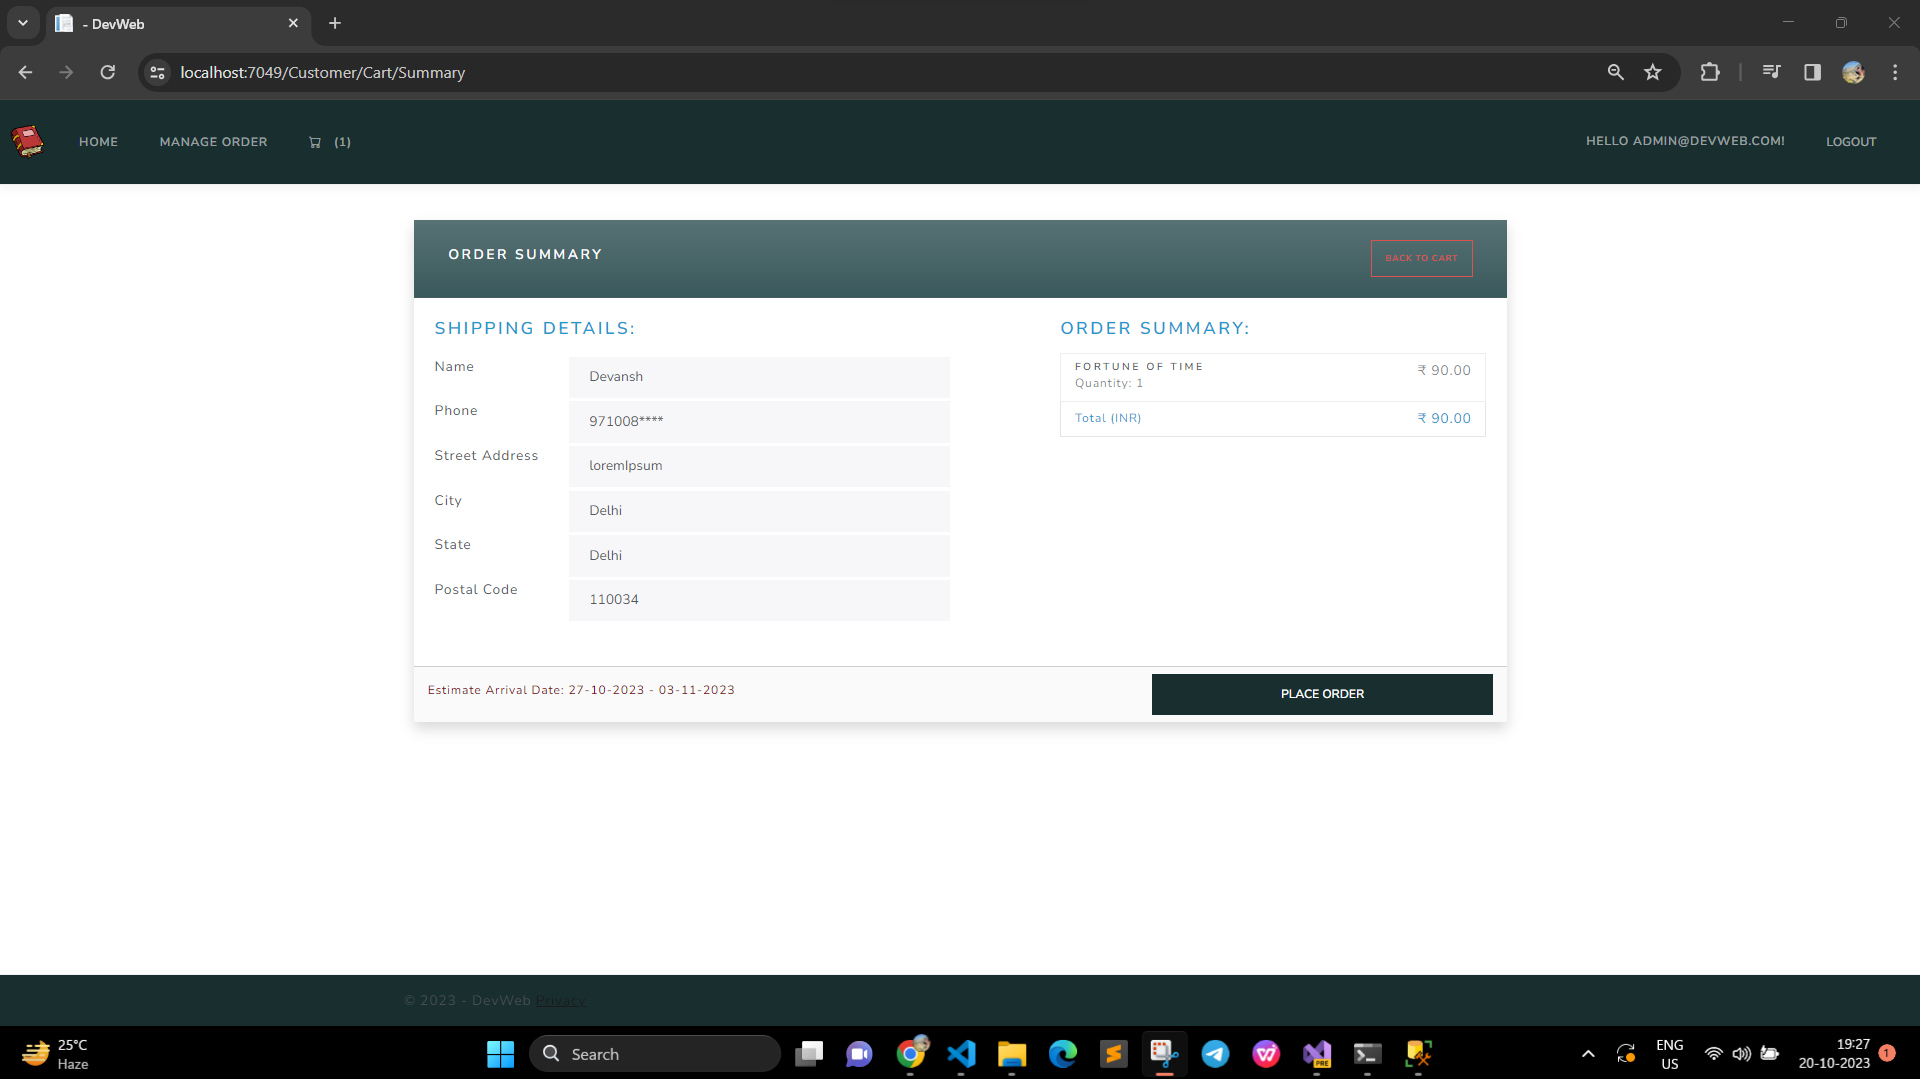 - DevWeb
localhost:7049/Customer/Cart/Summary
HOME
MANAGE ORDER
(1)
HELLO ADMIN@DEVWEB.COM!
LOGOUT
ORDER SUMMARY
BACK TO CART
SHIPPING DETAILS:
Name
Devansh
Phone
971008****
Street Address
loremIpsum
City
Delhi
State
Delhi
Postal Code
110034
ORDER SUMMARY:
FORTUNE OF TIME
₹ 90.00
Quantity: 1
Total (INR)
₹ 90.00
Estimate Arrival Date: 27-10-2023 - 03-11-2023
PLACE ORDER
© 2023 - DevWeb Privacy
25°C
Haze
Search
PRE
ENG
US
19:27
20-10-2023
1